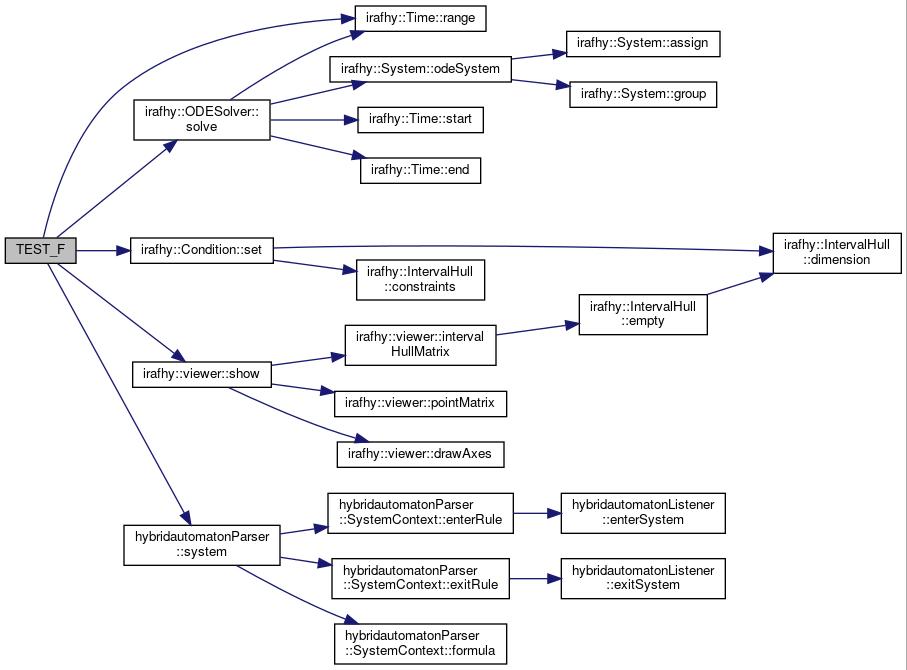 irafhy::Time::range
irafhy::System::assign
irafhy::System::odeSystem
irafhy::System::group
irafhy::ODESolver::
solve
irafhy::Time::start
irafhy::Time::end
TEST_F
irafhy::Condition::set
irafhy::IntervalHull
::dimension
irafhy::IntervalHull
::constraints
irafhy::IntervalHull
::empty
irafhy::viewer::interval
HullMatrix
irafhy::viewer::show
irafhy::viewer::pointMatrix
irafhy::viewer::drawAxes
hybridautomatonParser
::SystemContext::enterRule
hybridautomatonListener
::enterSystem
hybridautomatonParser
::system
hybridautomatonParser
::SystemContext::exitRule
hybridautomatonListener
::exitSystem
hybridautomatonParser
::SystemContext::formula